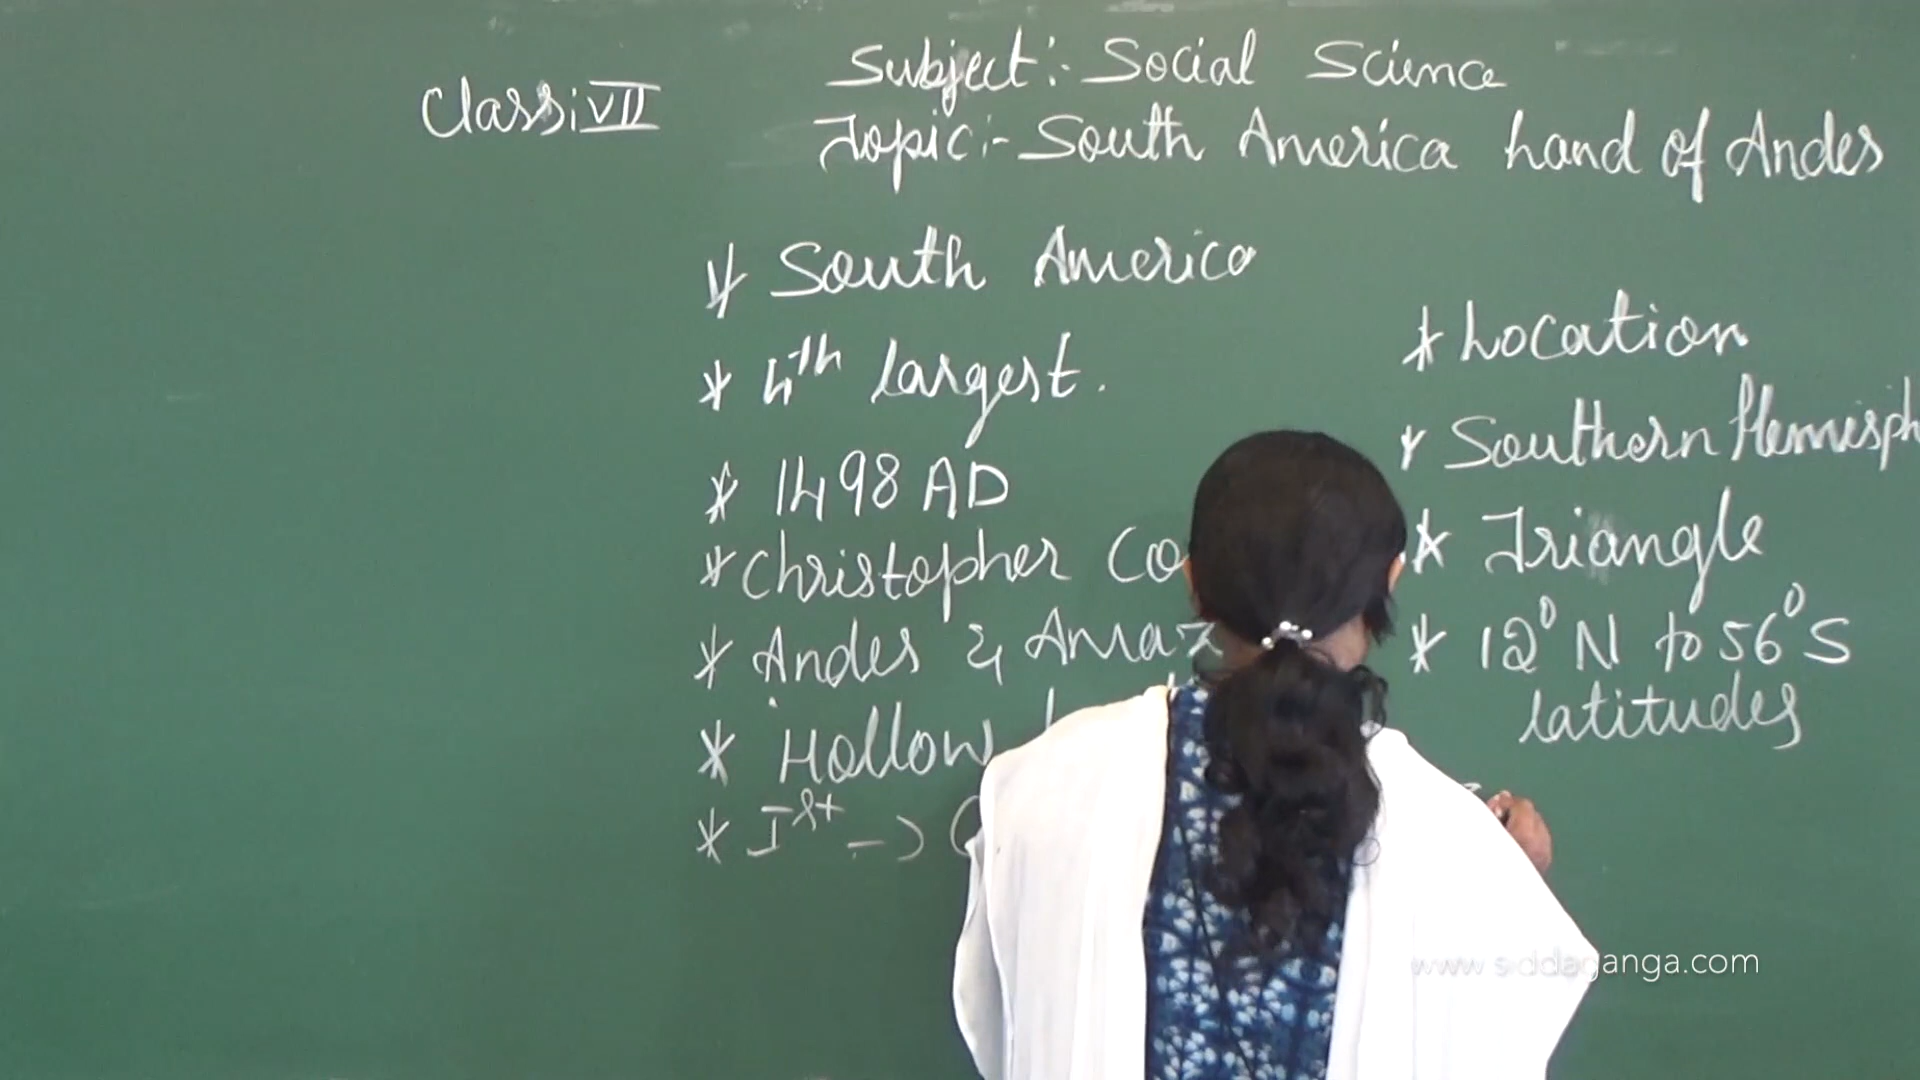 Class: VII
Subject:- Social Science
Topic:- South America Land of Andes
* South America
* 4th largest.
* 1498 AD
* Christopher Co
* Andes & Amaz
* Hollow
* Ist ->
* Location
* Southern Hemisph
* Triangle
* 12° N to 56° S
latitudes
www.siddaganga.com